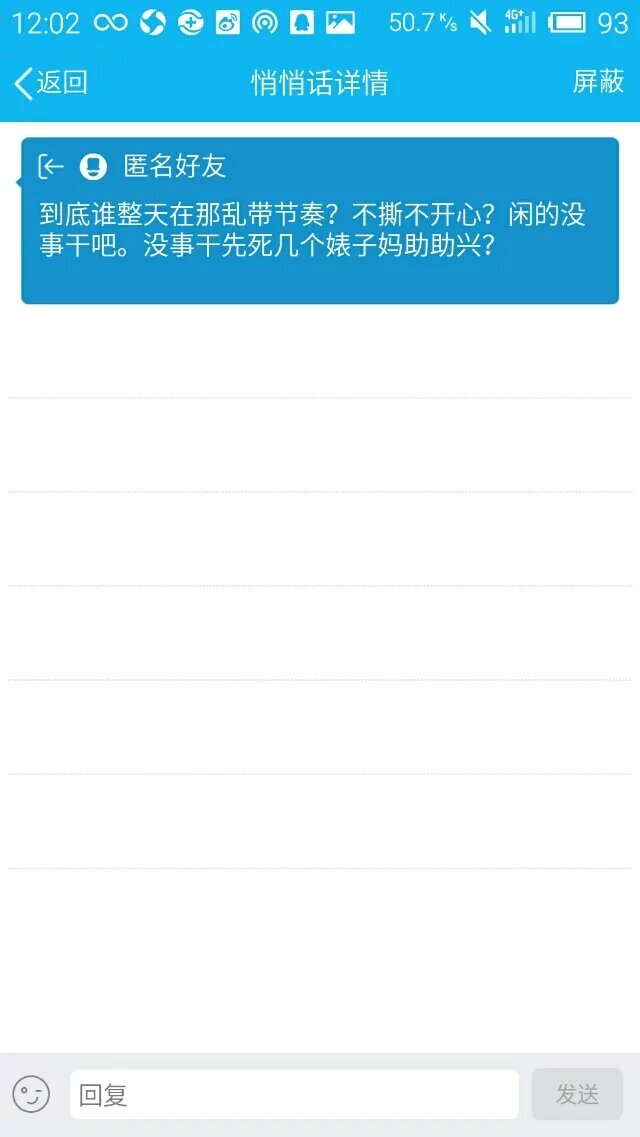 12:02 50.7 K/s 4G+ 93
返回 悄悄话详情 屏蔽
匿名好友
到底谁整天在那乱带节奏？不撕不开心？闲的没
事干吧。没事干先死几个婊子妈助助兴？
回复 发送